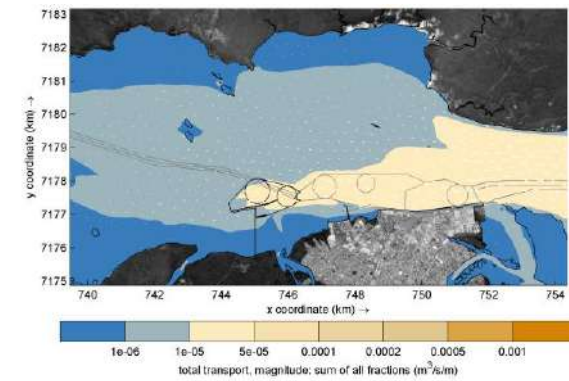 7183
7182
7181
7180
7179
7178
7177
7176
7175
y coordinate (km) →
740 742 744 746 748 750 752 754
x coordinate (km) →
1e-06 1e-05 5e-05 0.0001 0.0002 0.0005 0.001
total transport, magnitude; sum of all fractions (m³/s/m)